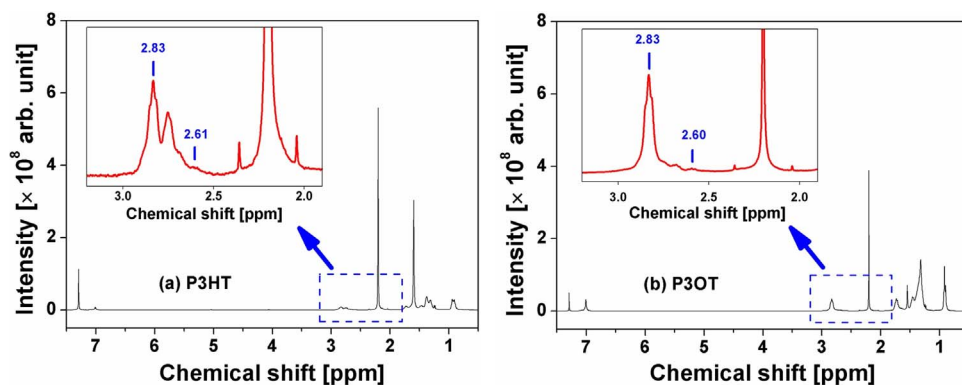 Intensity [× 10⁸ arb. unit]
8
6
4
2
0
2.83
2.61
3.0 2.5 2.0
Chemical shift [ppm]
(a) P3HT
7 6 5 4 3 2 1
Chemical shift [ppm]
Intensity [× 10⁸ arb. unit]
8
6
4
2
0
2.83
2.60
3.0 2.5 2.0
Chemical shift [ppm]
(b) P3OT
7 6 5 4 3 2 1
Chemical shift [ppm]